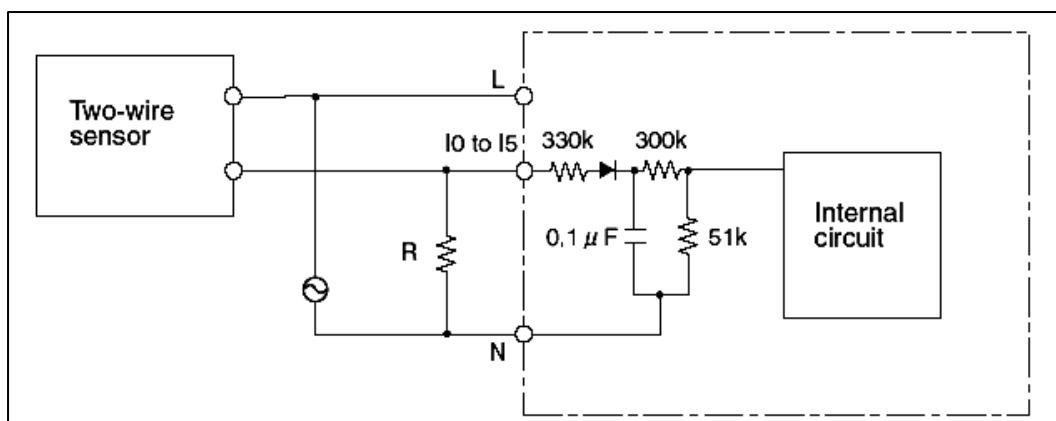 Two-wire
sensor
L
I0 to I5
330k
300k
R
0,1 μF
51k
Internal
circuit
N